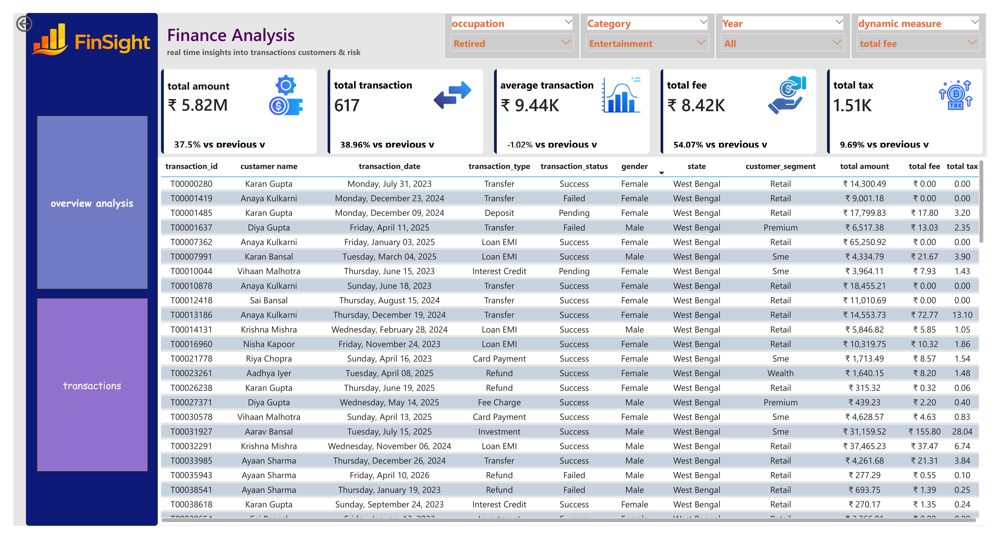 FinSight
Finance Analysis
real time insights into transactions customers & risk
occupation
Retired
Category
Entertainment
Year
All
dynamic measure
total fee
total amount
₹ 5.82M
37.5% vs previous y
total transaction
617
38.96% vs previous y
average transaction
₹ 9.44K
-1.02% vs previous y
total fee
₹ 8.42K
54.07% vs previous y
total tax
1.51K
9.69% vs previous y
TAX
overview analysis
transactions
transaction_id custamer name transaction_date transaction_type transaction_status gender state customer_segment total amount total fee total tax
T00000280 Karan Gupta Monday, July 31, 2023 Transfer Success Female West Bengal Retail ₹ 14,300.49 ₹ 0.00 0.00
T00001419 Anaya Kulkarni Monday, December 23, 2024 Transfer Failed Female West Bengal Retail ₹ 9,001.18 ₹ 0.00 0.00
T00001485 Karan Gupta Monday, December 09, 2024 Deposit Pending Female West Bengal Retail ₹ 17,799.83 ₹ 17.80 3.20
T00001637 Diya Gupta Friday, April 11, 2025 Transfer Failed Male West Bengal Premium ₹ 6,517.38 ₹ 13.03 2.35
T00007362 Anaya Kulkarni Friday, January 03, 2025 Loan EMI Success Female West Bengal Retail ₹ 65,250.92 ₹ 0.00 0.00
T00007991 Karan Bansal Tuesday, March 04, 2025 Loan EMI Success Male West Bengal Sme ₹ 4,334.79 ₹ 21.67 3.90
T00010044 Vihaan Malhotra Thursday, June 15, 2023 Interest Credit Pending Female West Bengal Sme ₹ 3,964.11 ₹ 7.93 1.43
T00010878 Anaya Kulkarni Sunday, June 18, 2023 Transfer Success Female West Bengal Retail ₹ 18,455.21 ₹ 0.00 0.00
T00012418 Sai Bansal Thursday, August 15, 2024 Transfer Success Female West Bengal Retail ₹ 11,010.69 ₹ 0.00 0.00
T00013186 Anaya Kulkarni Thursday, December 19, 2024 Transfer Success Female West Bengal Retail ₹ 14,553.73 ₹ 72.77 13.10
T00014131 Krishna Mishra Wednesday, February 28, 2024 Loan EMI Success Male West Bengal Retail ₹ 5,846.82 ₹ 5.85 1.05
T00016960 Nisha Kapoor Friday, November 24, 2023 Loan EMI Success Female West Bengal Retail ₹ 10,319.75 ₹ 10.32 1.86
T00021778 Riya Chopra Sunday, April 16, 2023 Card Payment Success Female West Bengal Sme ₹ 1,713.49 ₹ 8.57 1.54
T00023261 Aadhya Iyer Tuesday, April 08, 2025 Refund Success Female West Bengal Wealth ₹ 1,640.15 ₹ 8.20 1.48
T00026238 Karan Gupta Thursday, June 19, 2025 Refund Success Female West Bengal Retail ₹ 315.32 ₹ 0.32 0.06
T00027371 Diya Gupta Wednesday, May 14, 2025 Fee Charge Success Male West Bengal Premium ₹ 439.23 ₹ 2.20 0.40
T00030578 Vihaan Malhotra Sunday, April 13, 2025 Card Payment Success Female West Bengal Sme ₹ 4,628.57 ₹ 4.63 0.83
T00031927 Aarav Bansal Tuesday, July 15, 2025 Investment Success Male West Bengal Sme ₹ 31,159.52 ₹ 155.80 28.04
T00032291 Krishna Mishra Wednesday, November 06, 2024 Loan EMI Success Male West Bengal Retail ₹ 37,465.23 ₹ 37.47 6.74
T00033985 Ayaan Sharma Thursday, December 26, 2024 Transfer Success Male West Bengal Retail ₹ 4,261.68 ₹ 21.31 3.84
T00035943 Ayaan Sharma Friday, April 10, 2026 Refund Failed Male West Bengal Retail ₹ 277.29 ₹ 0.55 0.10
T00038541 Ayaan Sharma Thursday, January 19, 2023 Refund Failed Male West Bengal Retail ₹ 693.75 ₹ 1.39 0.25
T00038618 Karan Gupta Sunday, September 24, 2023 Interest Credit Success Female West Bengal Retail ₹ 270.17 ₹ 1.35 0.24